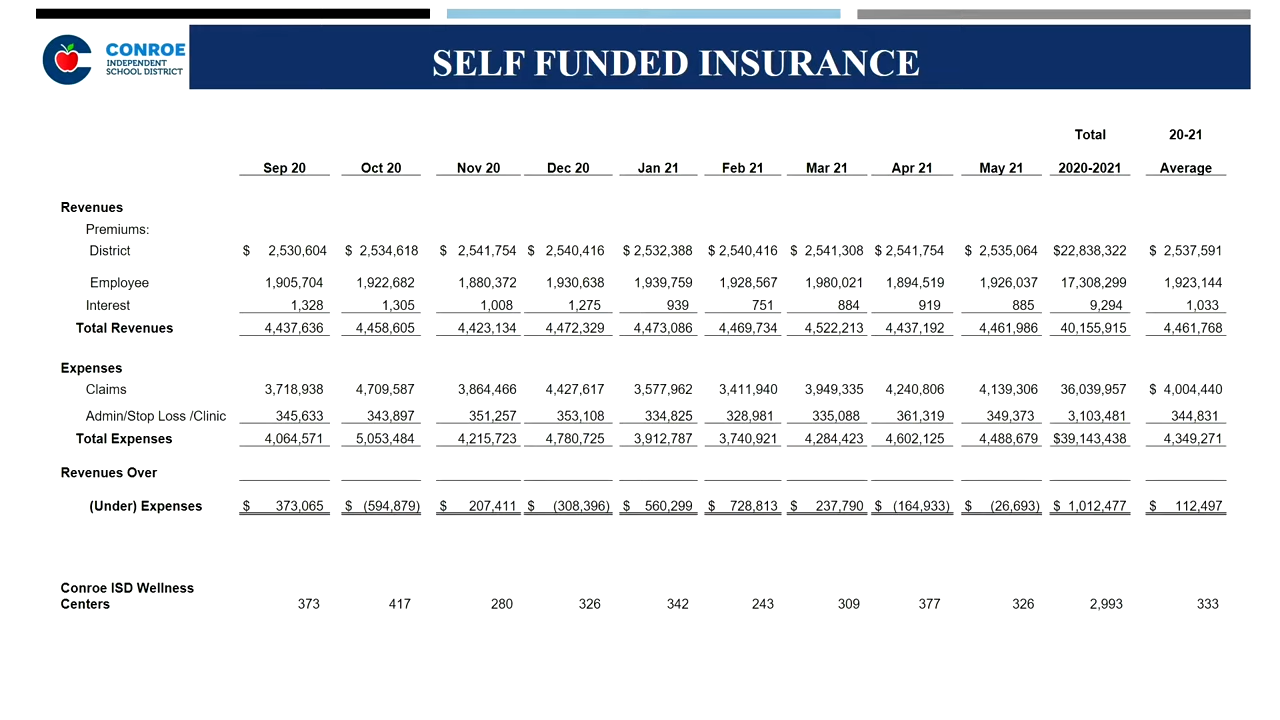 CONROE
INDEPENDENT
SCHOOL DISTRICT
SELF FUNDED INSURANCE
Total 20-21
Sep 20 Oct 20 Nov 20 Dec 20 Jan 21 Feb 21 Mar 21 Apr 21 May 21 2020-2021 Average
Revenues
Premiums:
District $ 2,530,604 $ 2,534,618 $ 2,541,754 $ 2,540,416 $ 2,532,388 $ 2,540,416 $ 2,541,308 $ 2,541,754 $ 2,535,064 $22,838,322 $ 2,537,591
Employee 1,905,704 1,922,682 1,880,372 1,930,638 1,939,759 1,928,567 1,980,021 1,894,519 1,926,037 17,308,299 1,923,144
Interest 1,328 1,305 1,008 1,275 939 751 884 919 885 9,294 1,033
Total Revenues 4,437,636 4,458,605 4,423,134 4,472,329 4,473,086 4,469,734 4,522,213 4,437,192 4,461,986 40,155,915 4,461,768
Expenses
Claims 3,718,938 4,709,587 3,864,466 4,427,617 3,577,962 3,411,940 3,949,335 4,240,806 4,139,306 36,039,957 $ 4,004,440
Admin/Stop Loss /Clinic 345,633 343,897 351,257 353,108 334,825 328,981 335,088 361,319 349,373 3,103,481 344,831
Total Expenses 4,064,571 5,053,484 4,215,723 4,780,725 3,912,787 3,740,921 4,284,423 4,602,125 4,488,679 $39,143,438 4,349,271
Revenues Over
(Under) Expenses $ 373,065 $ (594,879) $ 207,411 $ (308,396) $ 560,299 $ 728,813 $ 237,790 $ (164,933) $ (26,693) $ 1,012,477 $ 112,497
Conroe ISD Wellness
Centers 373 417 280 326 342 243 309 377 326 2,993 333